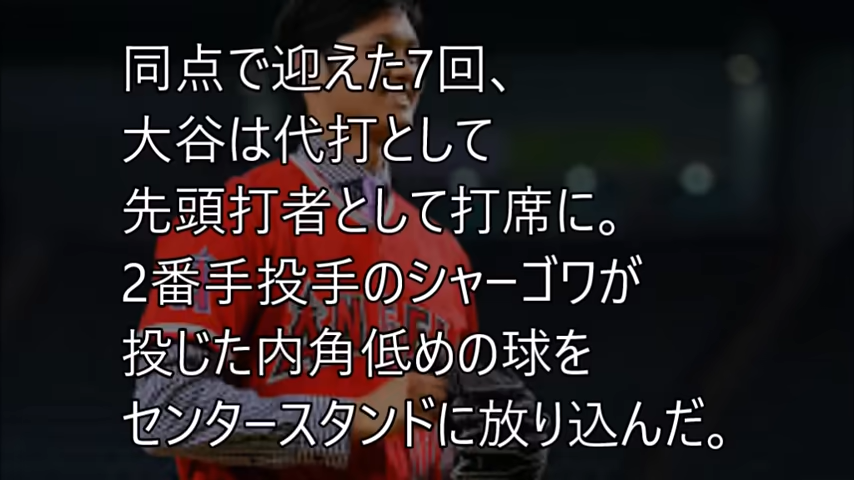 同点で迎えた7回、
大谷は代打として
先頭打者として打席に。
2番手投手のシャーゴワが
投じた内角低めの球を
センタースタンドに放り込んだ。